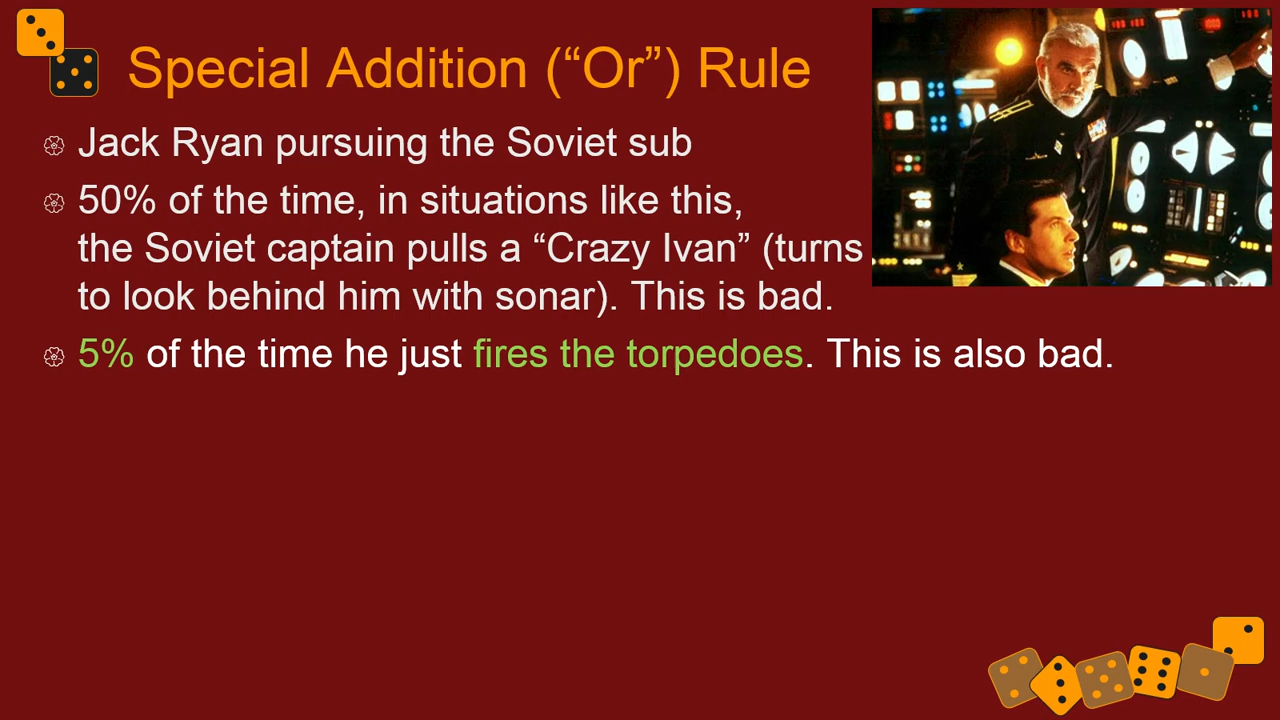 Special Addition (“Or”) Rule
Jack Ryan pursuing the Soviet sub
50% of the time, in situations like this,
the Soviet captain pulls a “Crazy Ivan” (turns
to look behind him with sonar). This is bad.
5% of the time he just fires the torpedoes. This is also bad.